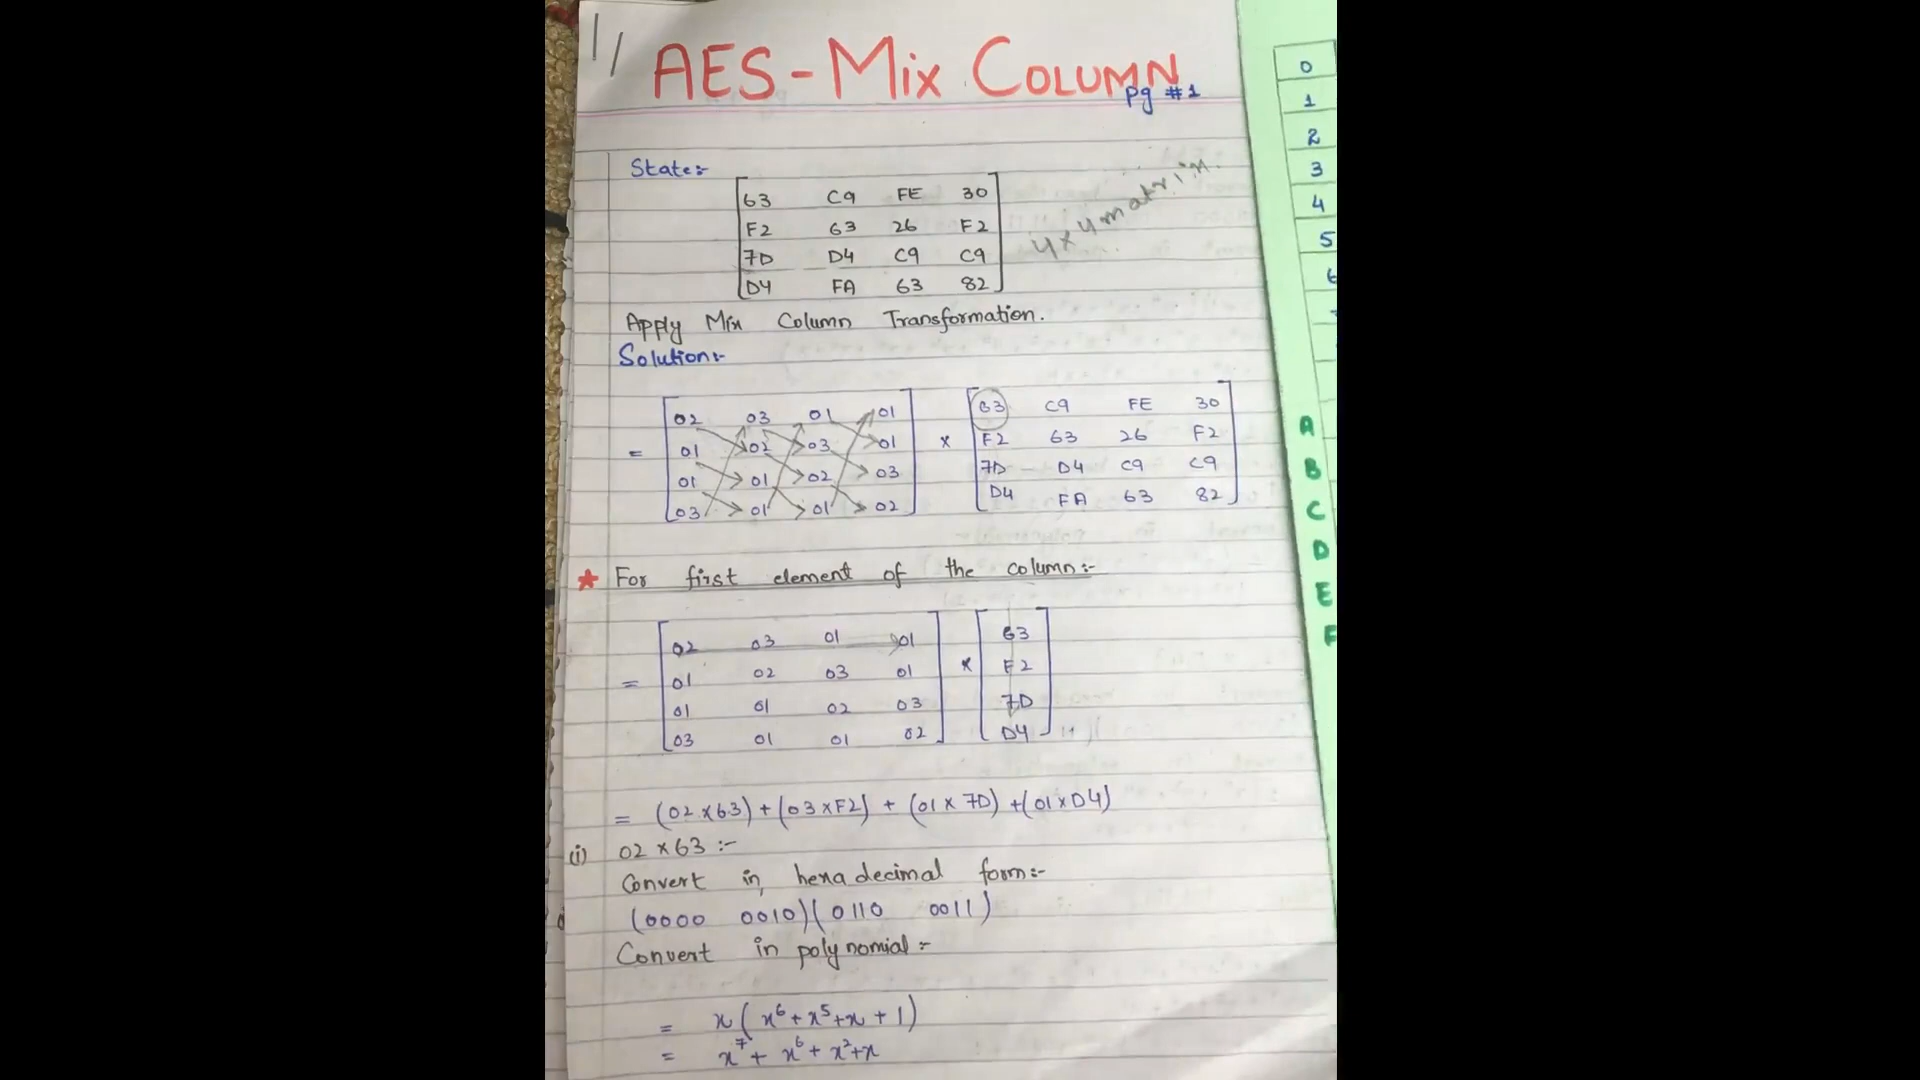 AES - Mix COLUMN
pg #1
State:-
63 C9 FE 30
F2 63 26 F2
7D D4 C9 C9
D4 FA 63 82
4x4 matrix.
Apply Mix Column Transformation.
Solution:-
= 02 03 01 01 x 63 C9 FE 30
01 02 03 01 F2 63 26 F2
01 01 02 03 7D D4 C9 C9
03 01 01 02 D4 FA 63 82
* For first element of the column:-
= 02 03 01 01 x 63
01 02 03 01 F2
01 01 02 03 7D
03 01 01 02 D4
= (02 x 63) + (03 x F2) + (01 x 7D) + (01 x D4)
(i) 02 x 63 :-
Convert in hexa decimal form:-
(0000 0010)(0110 0011)
Convert in polynomial:-
= x(x⁶ + x⁵ + x + 1)
= x⁷ + x⁶ + x² + x
0
1
2
3
4
5
6
A
B
C
D
E
F